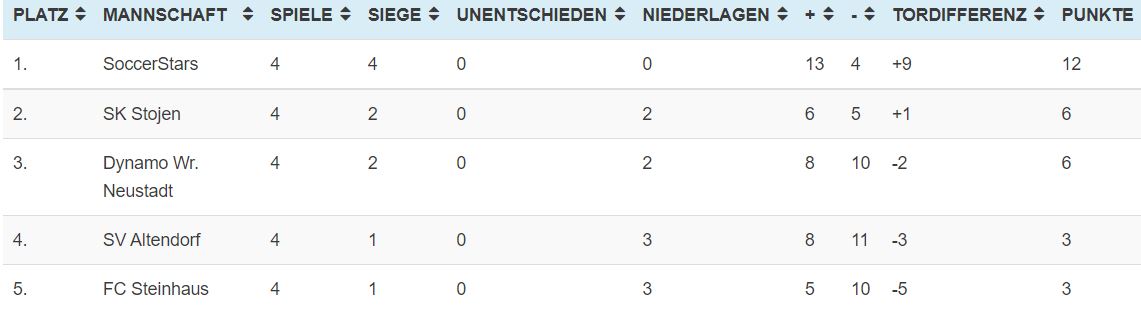 PLATZ MANNSCHAFT SPIELE SIEGE UNENTSCHIEDEN NIEDERLAGEN + - TORDIFFERENZ PUNKTE
1. SoccerStars 4 4 0 0 13 4 +9 12
2. SK Stojen 4 2 0 2 6 5 +1 6
3. Dynamo Wr. 4 2 0 2 8 10 -2 6
Neustadt
4. SV Altendorf 4 1 0 3 8 11 -3 3
5. FC Steinhaus 4 1 0 3 5 10 -5 3